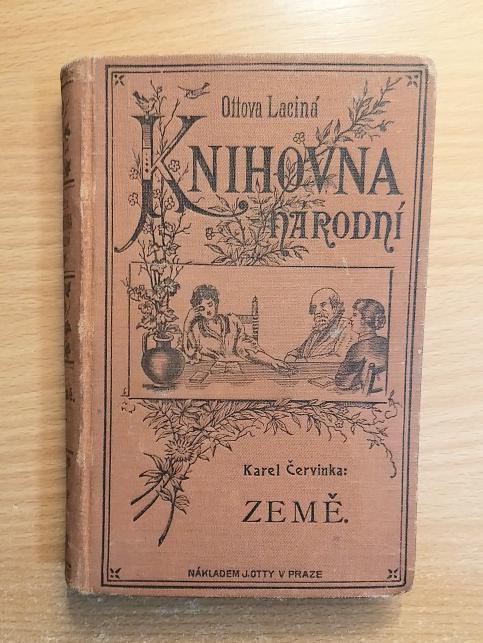 Ottova Laciná
KNIHOVNA
NÁRODNÍ
Karel Červinka:
ZEMĚ.
NÁKLADEM J. OTTY V PRAZE